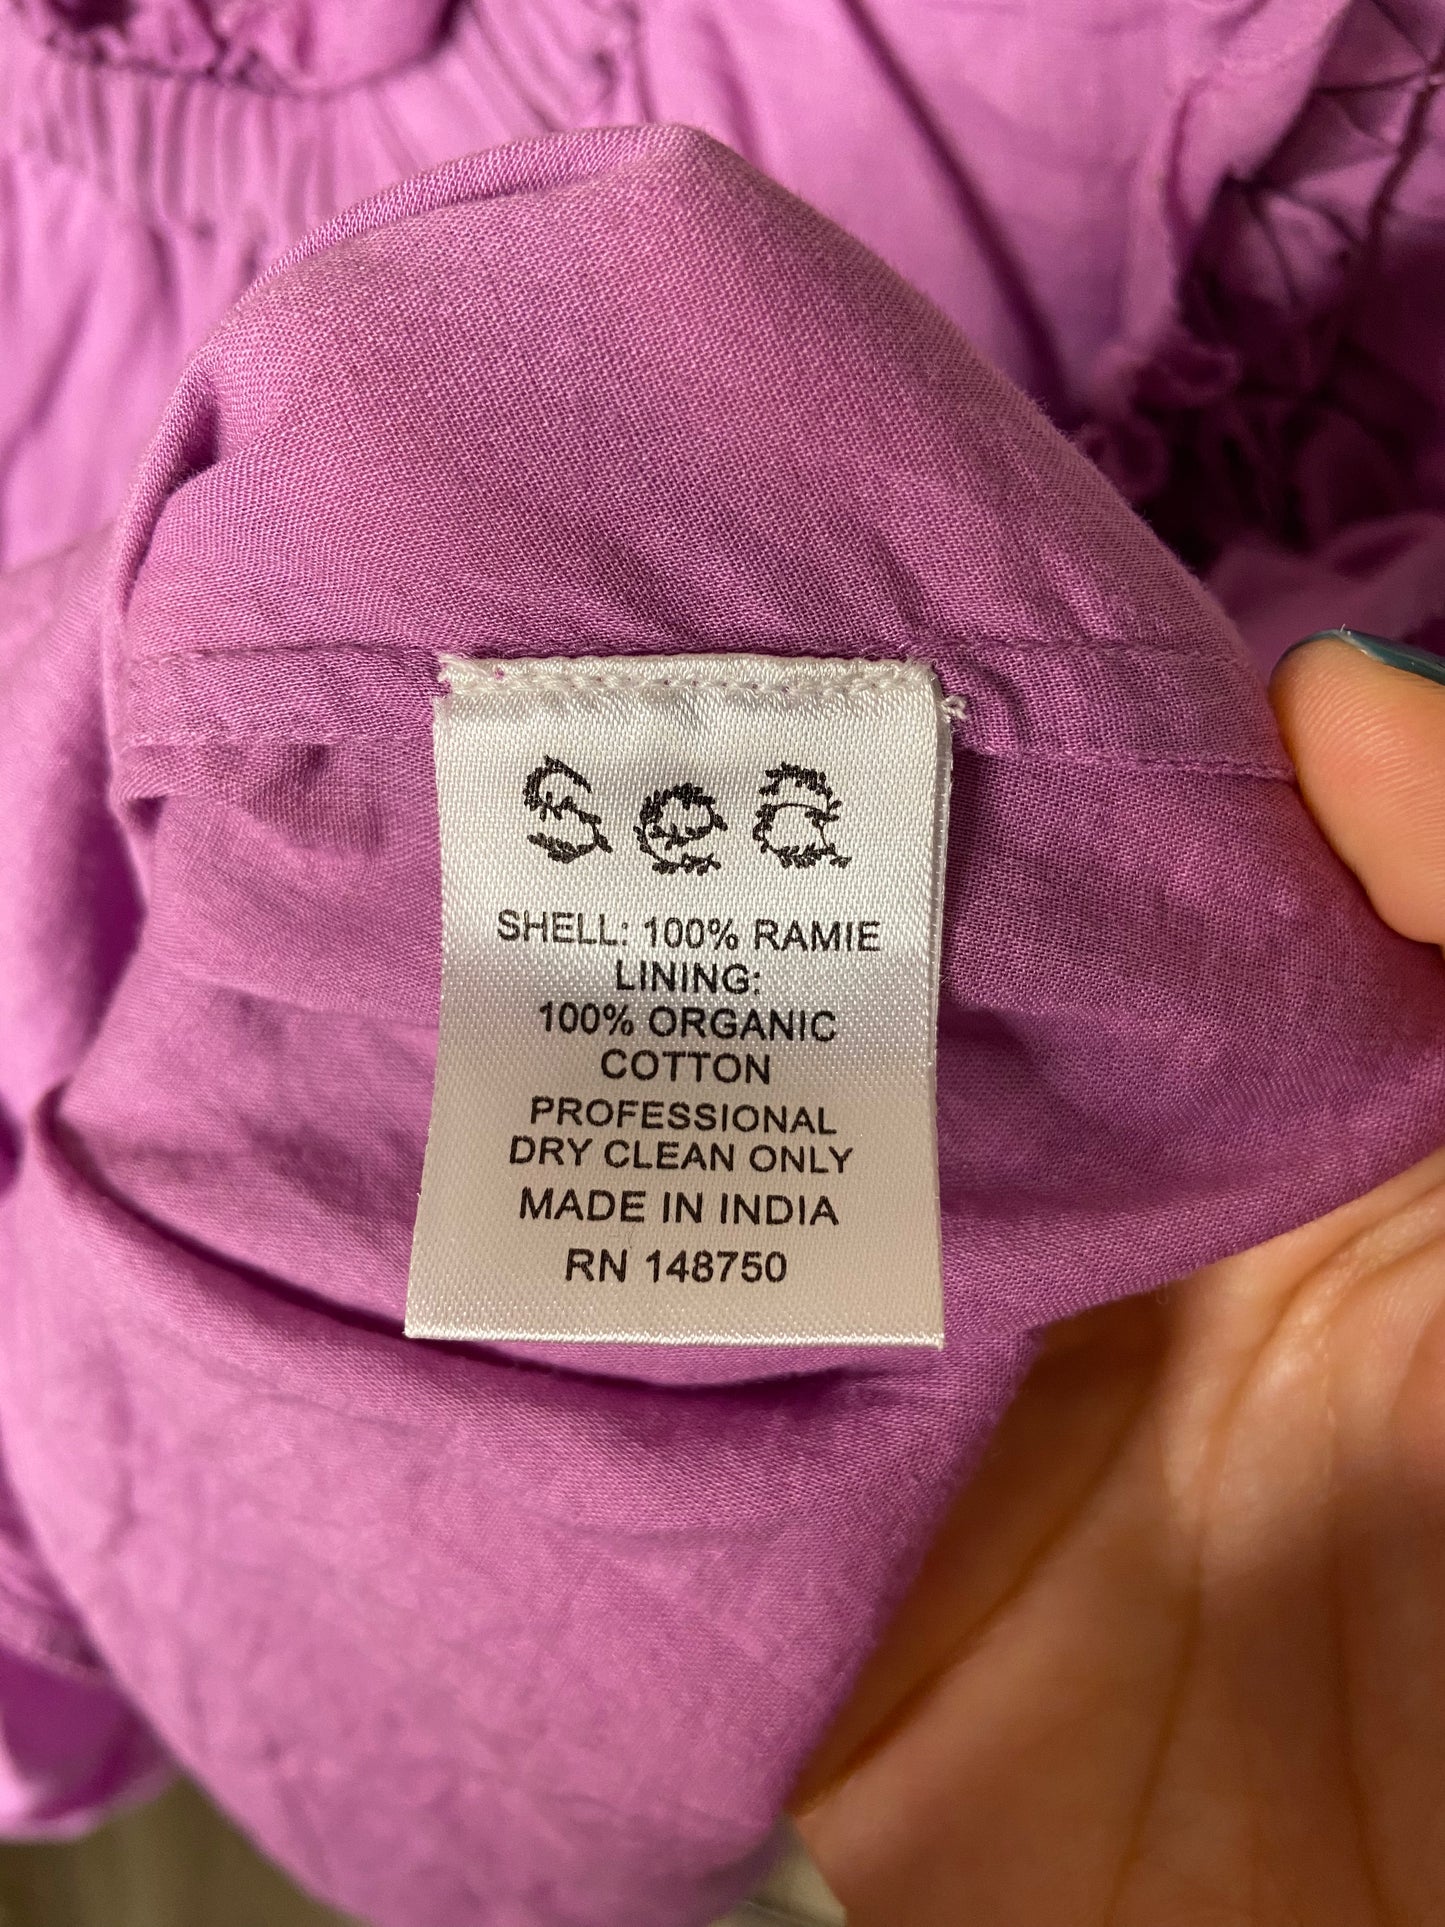 Sea
SHELL: 100% RAMIE
LINING:
100% ORGANIC
COTTON
PROFESSIONAL
DRY CLEAN ONLY
MADE IN INDIA
RN 148750